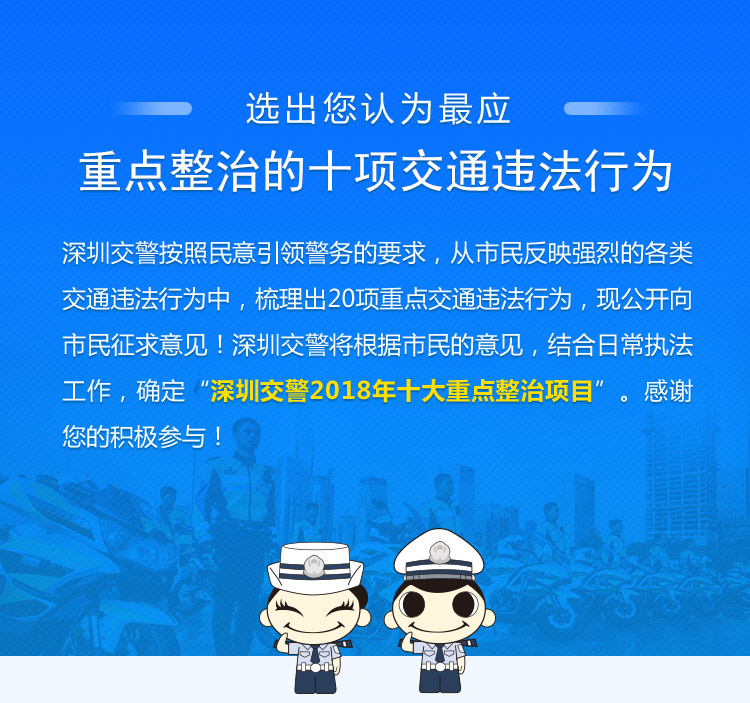 选出您认为最应
重点整治的十项交通违法行为
深圳交警按照民意引领警务的要求，从市民反映强烈的各类
交通违法行为中，梳理出20项重点交通违法行为，现公开向
市民征求意见！深圳交警将根据市民的意见，结合日常执法
工作，确定“深圳交警2018年十大重点整治项目”。感谢
您的积极参与！